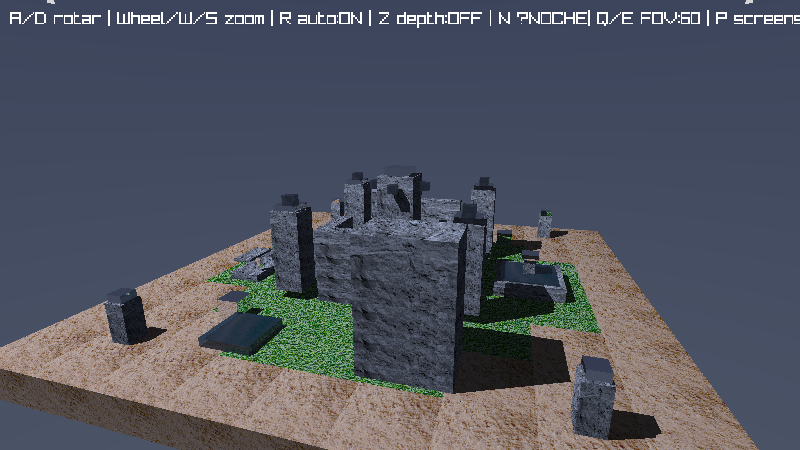 A/D rotar | Wheel/W/S zoom | R auto:ON | Z depth:OFF | N ?NOCHE| Q/E FOV:60 | P screens